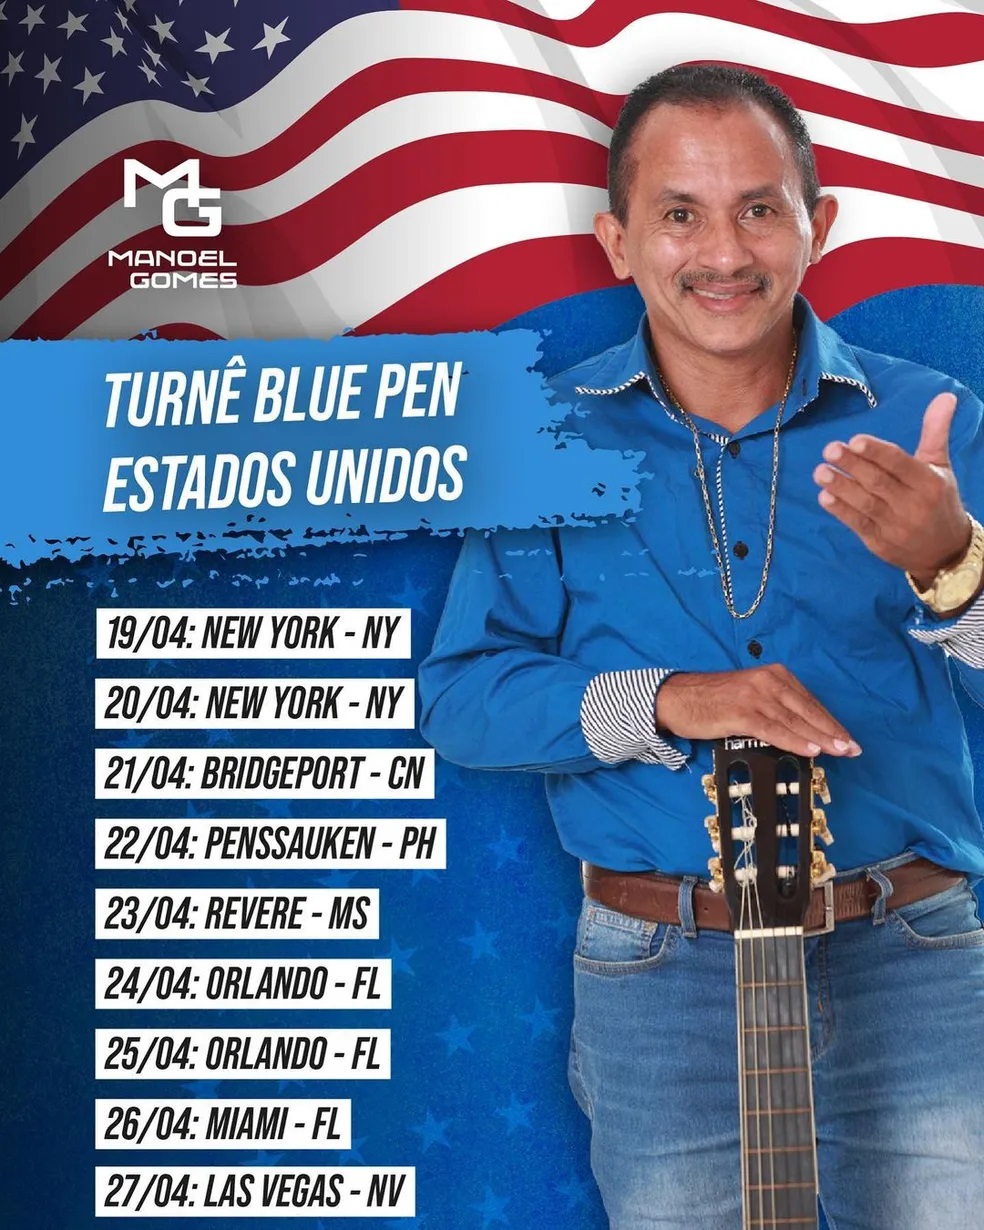 MG
MANOEL
GOMES
TURNÊ BLUE PEN
ESTADOS UNIDOS
19/04: NEW YORK - NY
20/04: NEW YORK - NY
21/04: BRIDGEPORT - CN
22/04: PENSSAUKEN - PH
23/04: REVERE - MS
24/04: ORLANDO - FL
25/04: ORLANDO - FL
26/04: MIAMI - FL
27/04: LAS VEGAS - NV